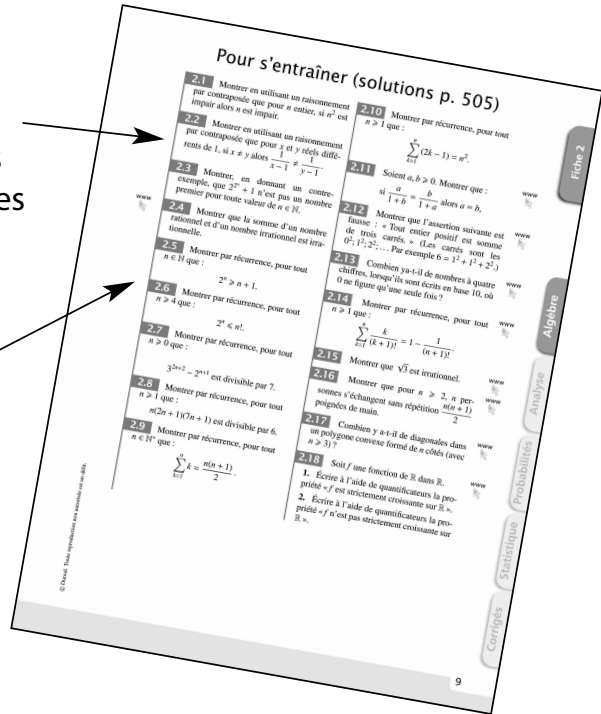 es
Pour s'entraîner (solutions p. 505)
2.1 Montrer en utilisant un raisonnement
par contraposée que pour n entier, si n² est
impair alors n est impair.
2.2 Montrer en utilisant un raisonnement
par contraposée que pour x et y réels diffé-
rents de 1, si x ≠ y alors 1/(x − 1) ≠ 1/(y − 1).
2.3 Montrer, en donnant un contre-
exemple, que 2^(2^n) + 1 n'est pas un nombre
premier pour toute valeur de n ∈ ℕ.
www
2.4 Montrer que la somme d'un nombre
rationnel et d'un nombre irrationnel est irra-
tionnelle.
2.5 Montrer par récurrence, pour tout
n ∈ ℕ que :
2ⁿ ⩾ n + 1.
2.6 Montrer par récurrence, pour tout
n ⩾ 4 que :
2ⁿ ⩽ n!.
2.7 Montrer par récurrence, pour tout
n ⩾ 0 que :
3^(2n+2) − 2^(n+1) est divisible par 7.
2.8 Montrer par récurrence, pour tout
n ⩾ 1 que :
n(2n + 1)(7n + 1) est divisible par 6.
2.9 Montrer par récurrence, pour tout
n ∈ ℕ* que :
∑_{k=1}^{n} k = n(n + 1)/2 .
2.10 Montrer par récurrence, pour tout
n ⩾ 1 que :
∑_{k=1}^{n} (2k − 1) = n².
2.11 Soient a, b ⩾ 0. Montrer que :
www
si a/(1 + b) = b/(1 + a) alors a = b,
2.12 Montrer que l'assertion suivante est
www
fausse : « Tout entier positif est somme
de trois carrés. » (Les carrés sont les
0² ; 1² ; 2² ; … Par exemple 6 = 1² + 1² + 2².)
2.13 Combien ya-t-il de nombres à quatre
www
chiffres, lorsqu'ils sont écrits en base 10, où
0 ne figure qu'une seule fois ?
2.14 Montrer par récurrence, pour tout
www
n ⩾ 1 que :
∑_{k=1}^{n} k/(k + 1)! = 1 − 1/(n + 1)!.
2.15 Montrer que √3 est irrationnel.
www
2.16 Montrer que pour n ⩾ 2, n per-
www
sonnes s'échangent sans répétition n(n + 1)/2
poignées de main.
2.17 Combien y a-t-il de diagonales dans
www
un polygone convexe formé de n côtés (avec
n ⩾ 3) ?
2.18 Soit f une fonction de ℝ dans ℝ.
www
1. Écrire à l'aide de quantificateurs la pro-
priété « f est strictement croissante sur ℝ ».
2. Écrire à l'aide de quantificateurs la pro-
priété « f n'est pas strictement croissante sur
ℝ ».
Fiche 2
Algèbre
Analyse
Probabilités
Statistique
Corrigés
© Dunod. Toute reproduction non autorisée est un délit.
9